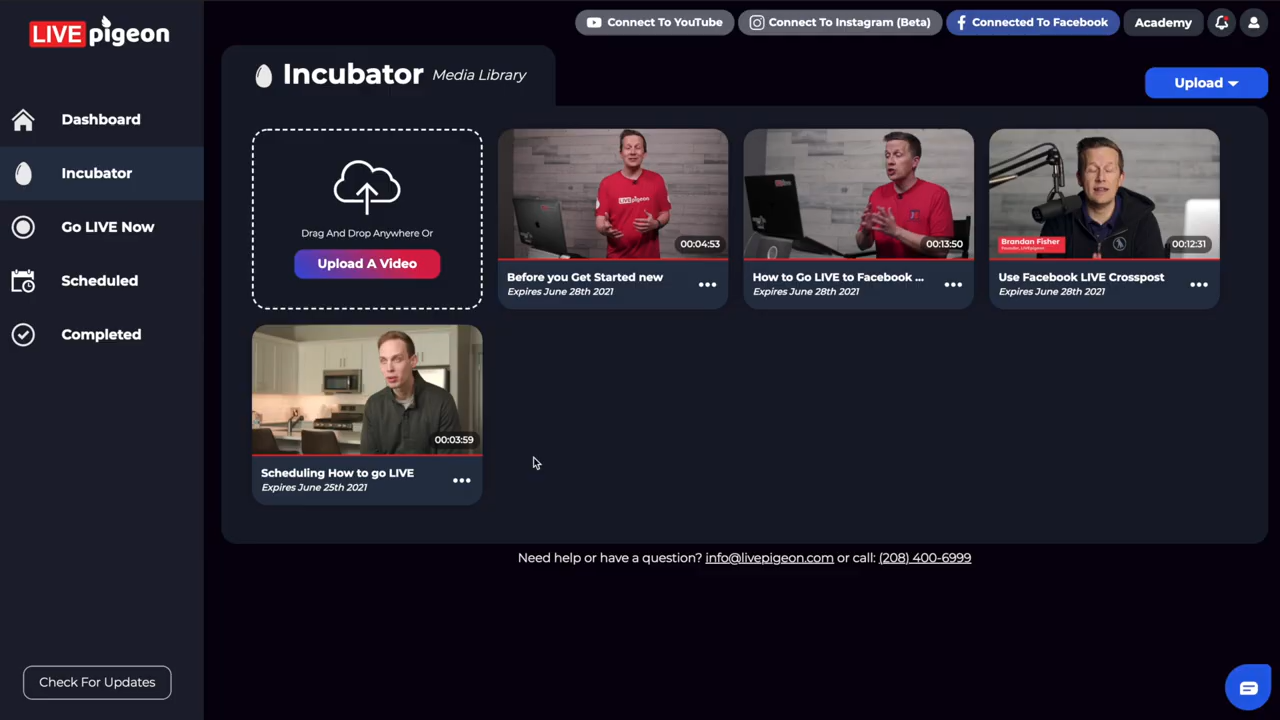 LIVE pigeon
Connect To YouTube
Connect To Instagram (Beta)
Connected To Facebook
Academy
Dashboard
Incubator
Go LIVE Now
Scheduled
Completed
Check For Updates
Incubator Media Library
Upload
Drag And Drop Anywhere Or
Upload A Video
LIVEpigeon
00:04:53
Before you Get Started new
Expires June 28th 2021
00:13:50
How to Go LIVE to Facebook ...
Expires June 28th 2021
Brandan Fisher
Founder, LIVEpigeon
00:12:31
Use Facebook LIVE Crosspost
Expires June 28th 2021
00:03:59
Scheduling How to go LIVE
Expires June 25th 2021
Need help or have a question? info@livepigeon.com or call: (208) 400-6999